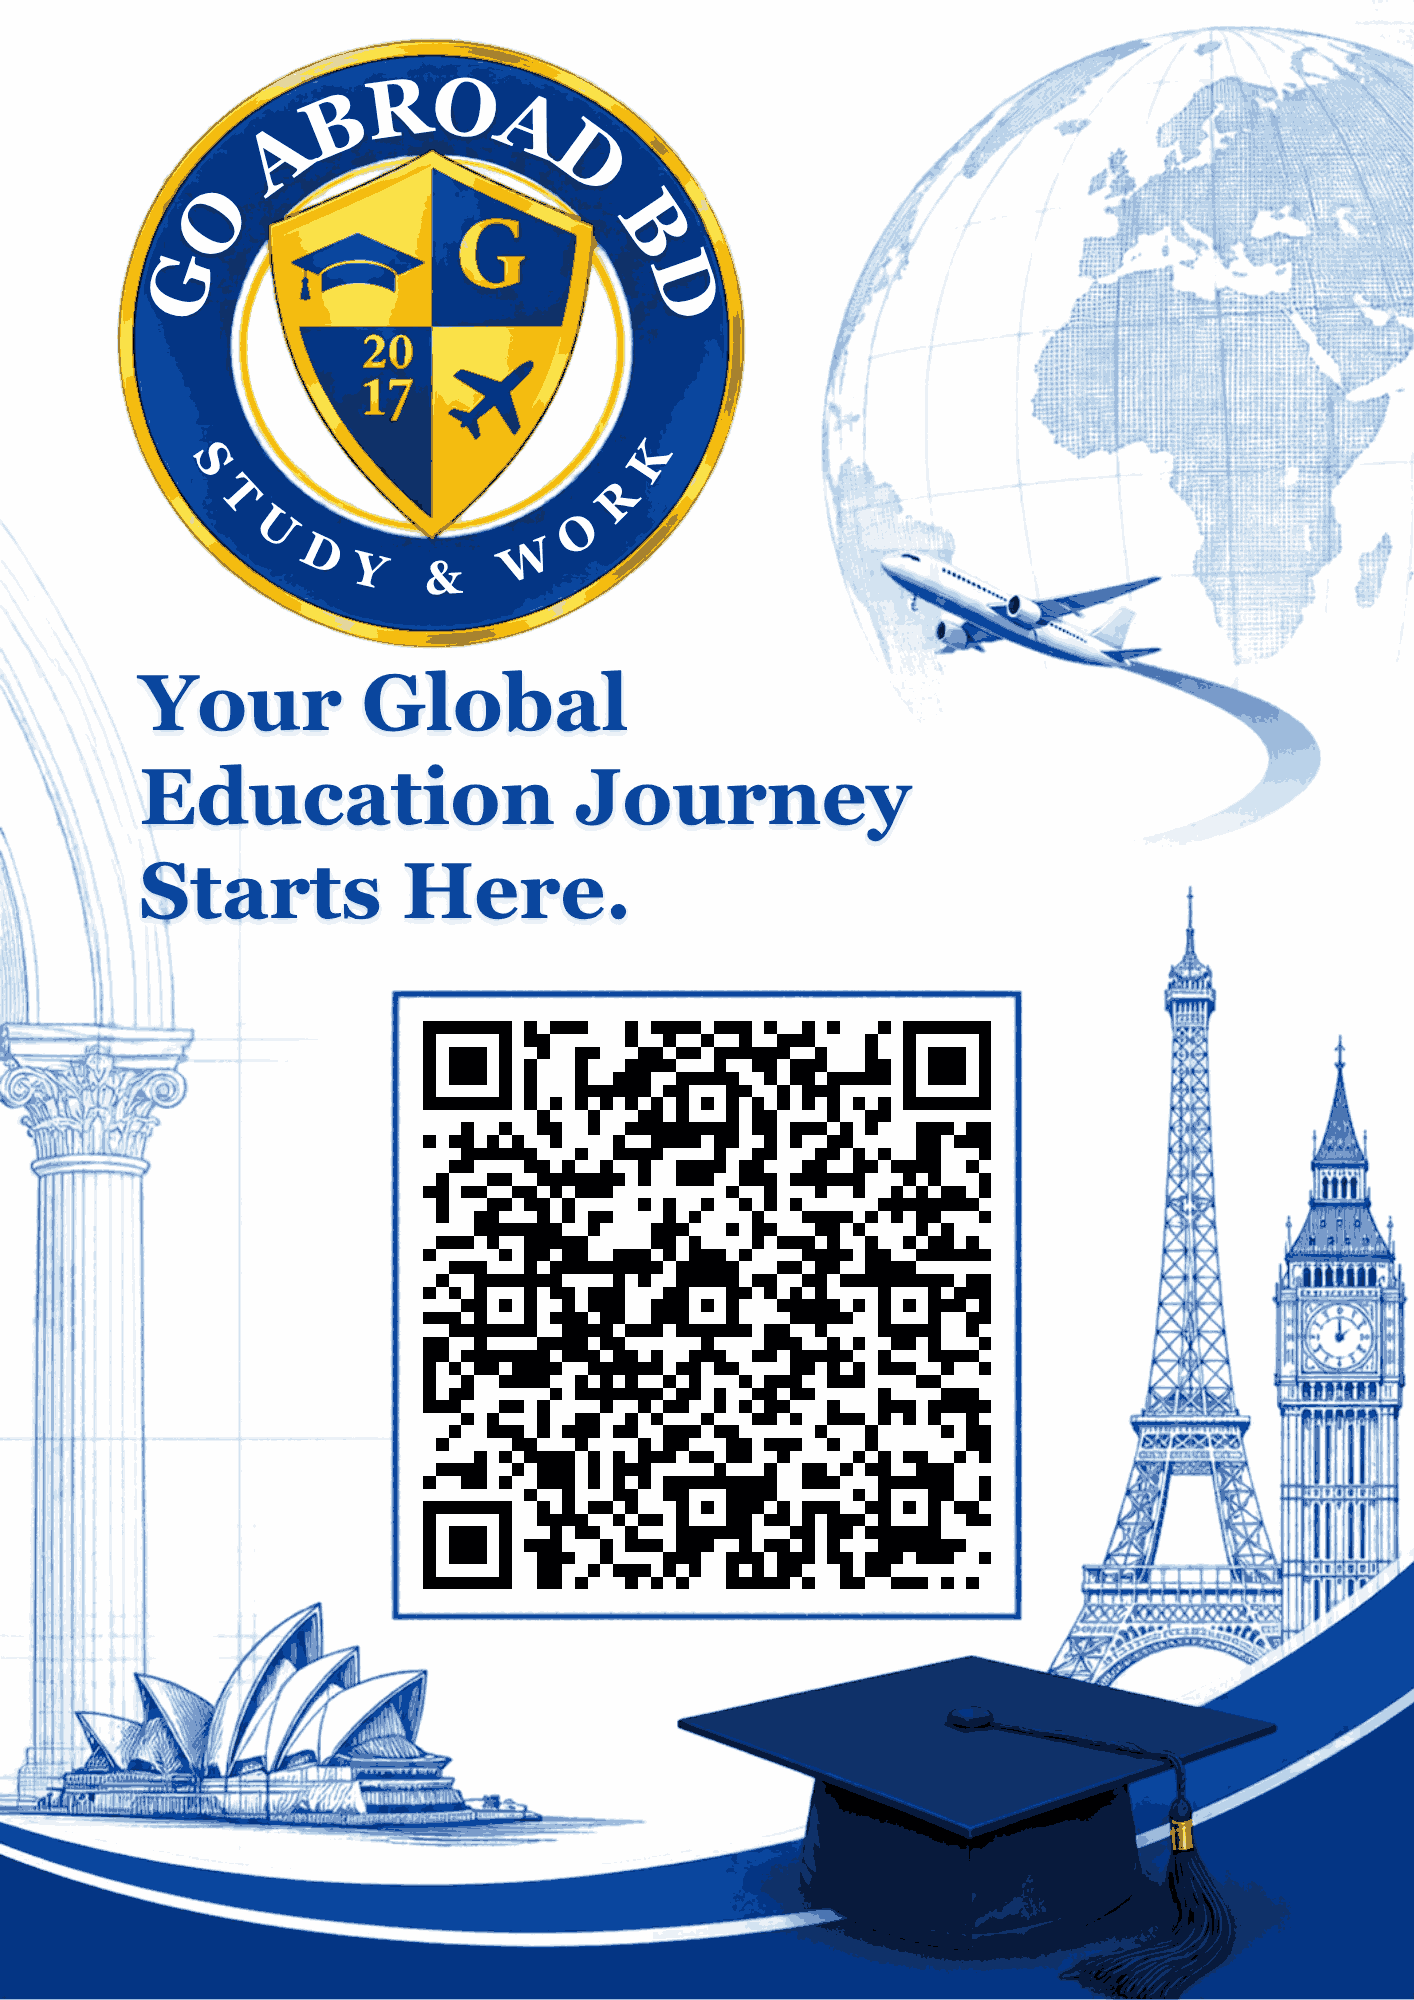 GO ABROAD BD
G
20
17
STUDY & WORK
Your Global
Education Journey
Starts Here.